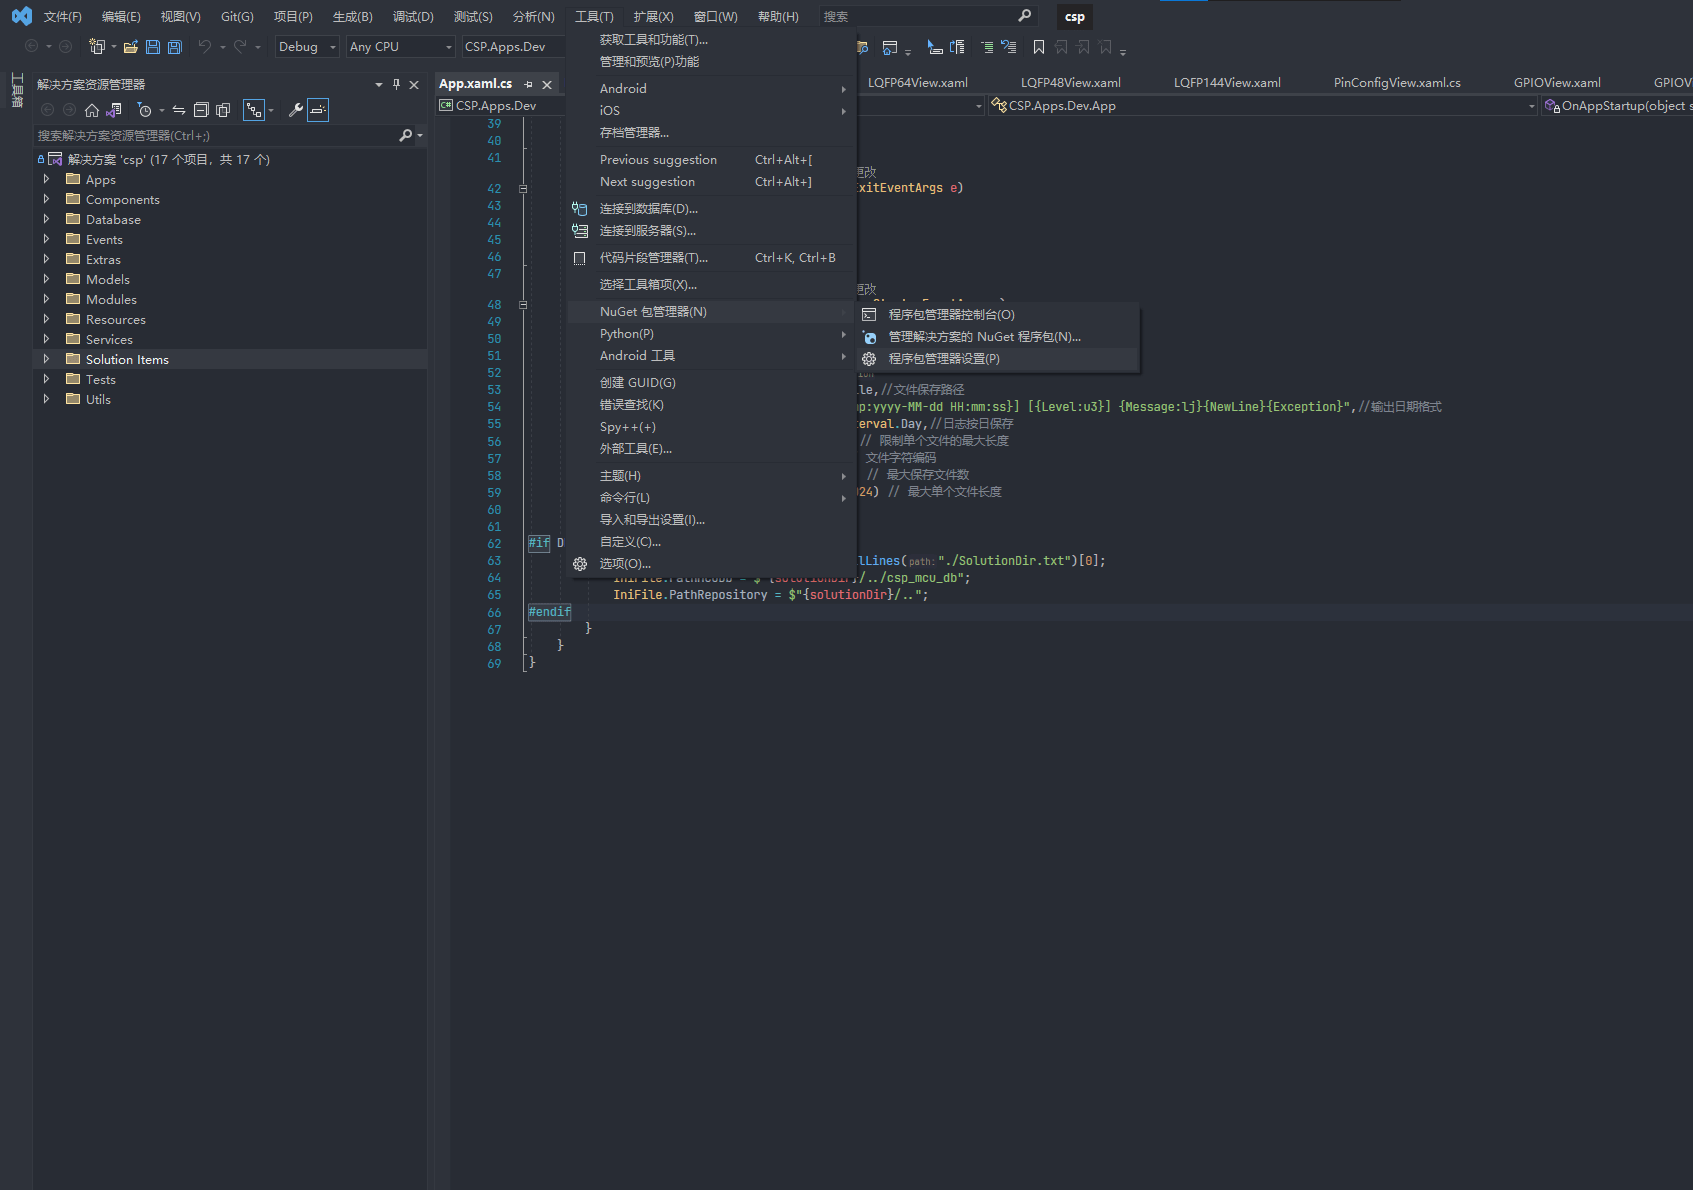 文件(F) 编辑(E) 视图(V) Git(G) 项目(P) 生成(B) 调试(D) 测试(S) 分析(N) 工具(T) 扩展(X) 窗口(W) 帮助(H) 搜索 csp
Debug Any CPU CSP.Apps.Dev
工具箱
解决方案资源管理器
搜索解决方案资源管理器(Ctrl+;)
解决方案 'csp' (17 个项目，共 17 个)
Apps
Components
Database
Events
Extras
Models
Modules
Resources
Services
Solution Items
Tests
Utils
App.xaml.cs LQFP64View.xaml LQFP48View.xaml LQFP144View.xaml PinConfigView.xaml.cs GPIOView.xaml GPIOV
CSP.Apps.Dev CSP.Apps.Dev.App OnAppStartup(object s
获取工具和功能(T)...
管理和预览(P)功能
Android
iOS
存档管理器...
Previous suggestion Ctrl+Alt+[
Next suggestion Ctrl+Alt+]
连接到数据库(D)...
连接到服务器(S)...
代码片段管理器(T)... Ctrl+K, Ctrl+B
选择工具箱项(X)...
NuGet 包管理器(N)
Python(P)
Android 工具
创建 GUID(G)
错误查找(K)
Spy++(+)
外部工具(E)...
主题(H)
命令行(L)
导入和导出设置(I)...
自定义(C)...
选项(O)...
程序包管理器控制台(O)
管理解决方案的 NuGet 程序包(N)...
程序包管理器设置(P)
39
40
41
更改
42 xitEventArgs e)
43
44
45
46
47
更改
48
49
50
51
52
53 le,//文件保存路径
54 mp:yyyy-MM-dd HH:mm:ss}] [{Level:u3}] {Message:lj}{NewLine}{Exception}",//输出日期格式
55 erval.Day,//日志按日保存
56 // 限制单个文件的最大长度
57 文件字符编码
58 // 最大保存文件数
59 24) // 最大单个文件长度
60
61
62 #if D
63 lLines(path:"./SolutionDir.txt")[0];
64 IniFile.PathMcuDb = $"{solutionDir}/../csp_mcu_db";
65 IniFile.PathRepository = $"{solutionDir}/..";
66 #endif
67 }
68 }
69 }